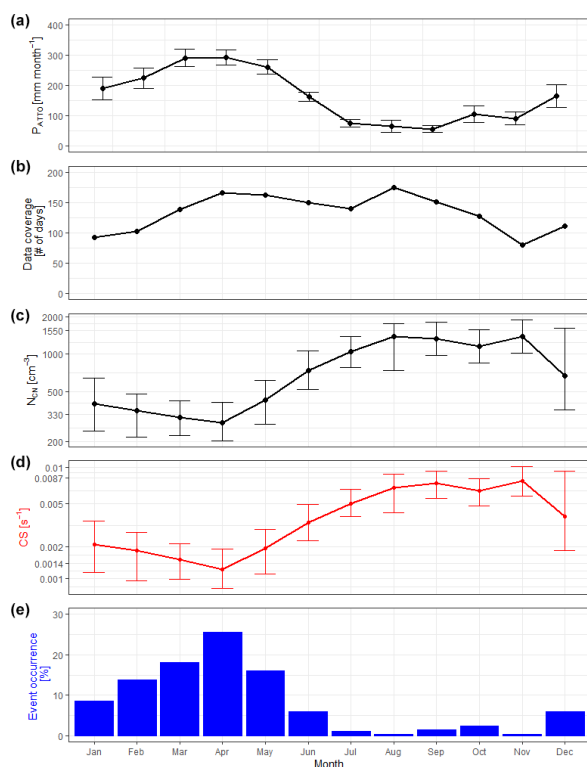 (a)
P_ATTO [mm month⁻¹]
400
300
200
100
0
(b)
Data coverage
[# of days]
200
150
100
50
0
(c)
N_CN [cm⁻³]
2000
1550
1000
500
330
200
(d)
CS [s⁻¹]
0.01
0.0087
0.005
0.002
0.0014
0.001
(e)
Event occurrence
[%]
30
20
10
0
Jan Feb Mar Apr May Jun Jul Aug Sep Oct Nov Dec
Month